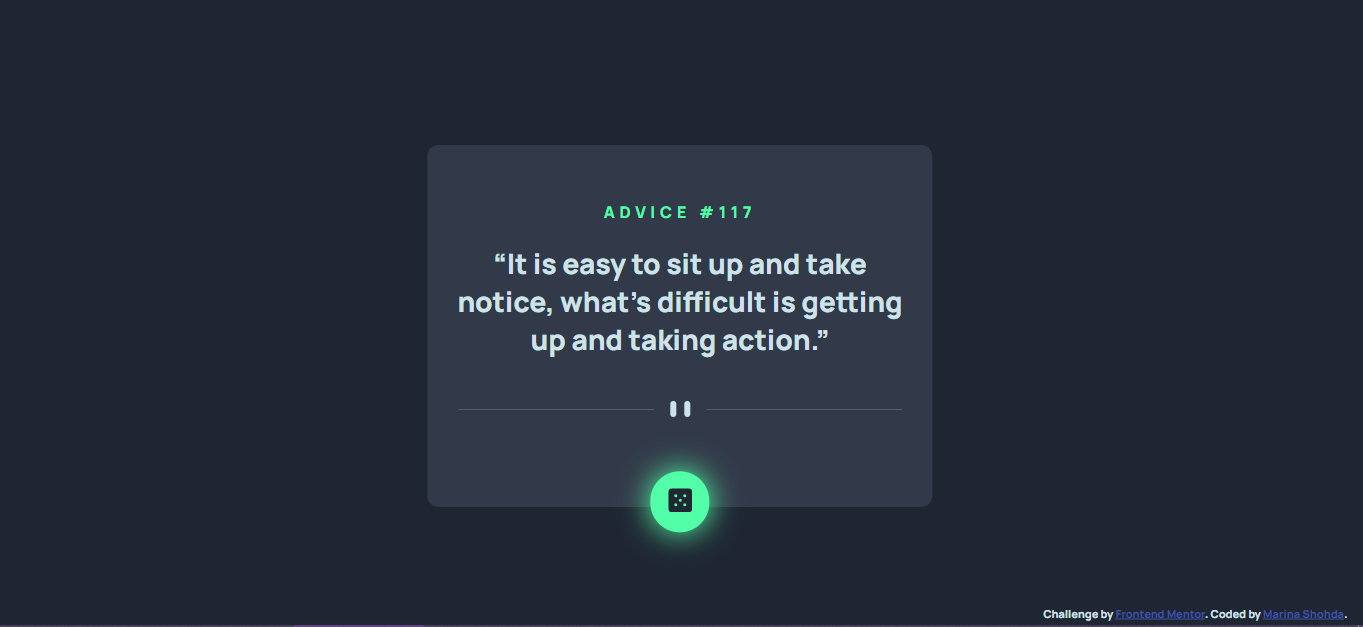 ADVICE #117
“It is easy to sit up and take
notice, what’s difficult is getting
up and taking action.”
Challenge by Frontend Mentor. Coded by Marina Shohda.